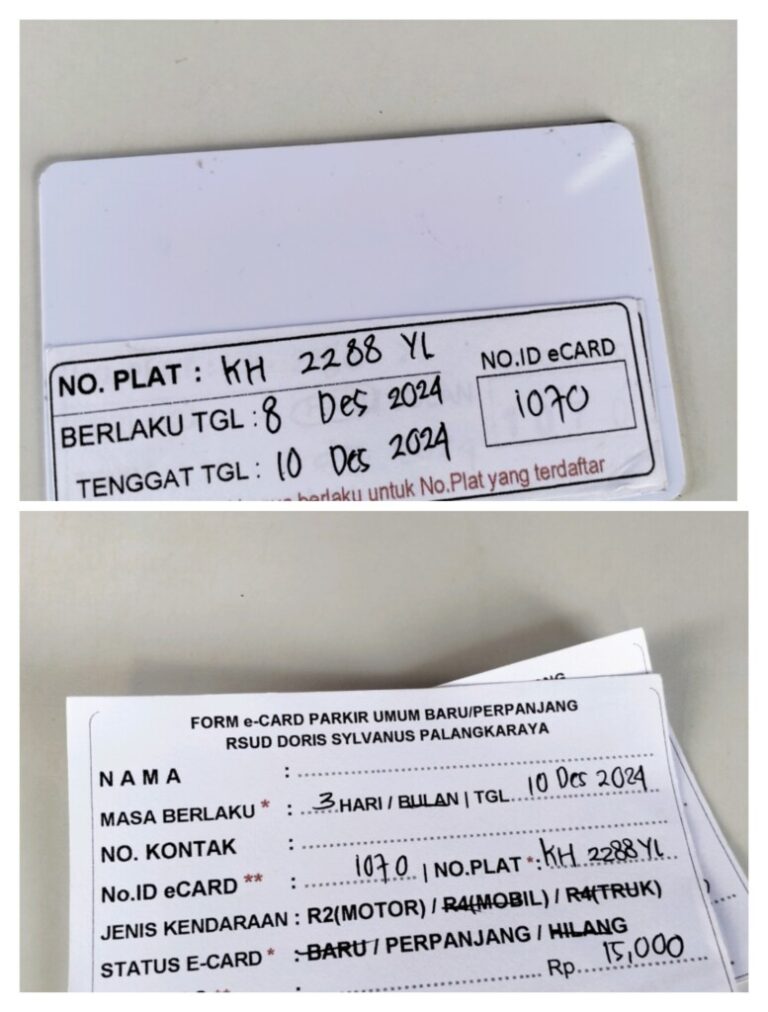 NO. PLAT : KH 2288 YL
NO.ID eCARD
BERLAKU TGL : 8 Des 2024
1070
TENGGAT TGL : 10 Des 2024
berlaku untuk No.Plat yang terdaftar
FORM e-CARD PARKIR UMUM BARU/PERPANJANG
RSUD DORIS SYLVANUS PALANGKARAYA
N A M A : ....................
MASA BERLAKU * : ..3.HARI / BULAN | TGL. 10 Des 2024
NO. KONTAK : ....................
No.ID eCARD ** : ......1070.... | NO.PLAT *: KH 2288 YL
JENIS KENDARAAN : R2(MOTOR) / R4(MOBIL) / R4(TRUK)
STATUS E-CARD * : BARU / PERPANJANG / HILANG
Rp. 15,000